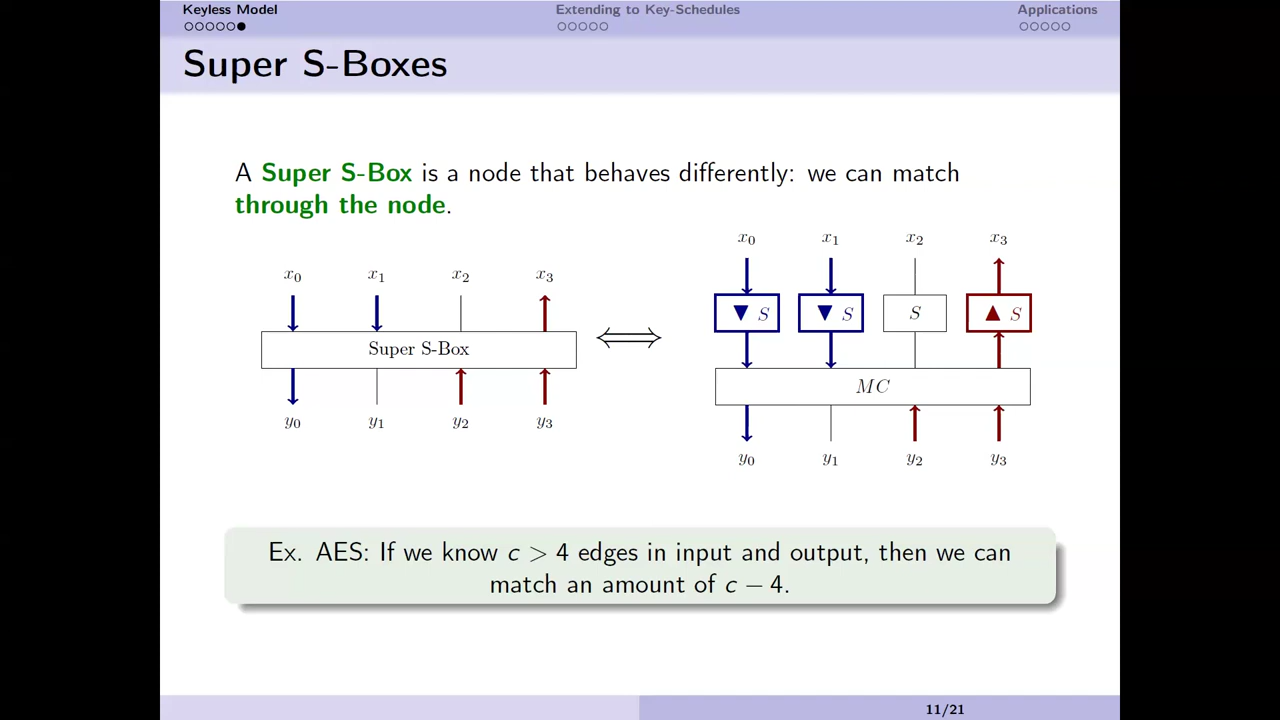 Keyless Model
Extending to Key-Schedules
Applications
Super S-Boxes
A Super S-Box is a node that behaves differently: we can match
through the node.
x₀ x₁ x₂ x₃
Super S-Box
y₀ y₁ y₂ y₃
x₀ x₁ x₂ x₃
▼ S ▼ S S ▲ S
MC
y₀ y₁ y₂ y₃
Ex. AES: If we know c > 4 edges in input and output, then we can
match an amount of c − 4.
11/21